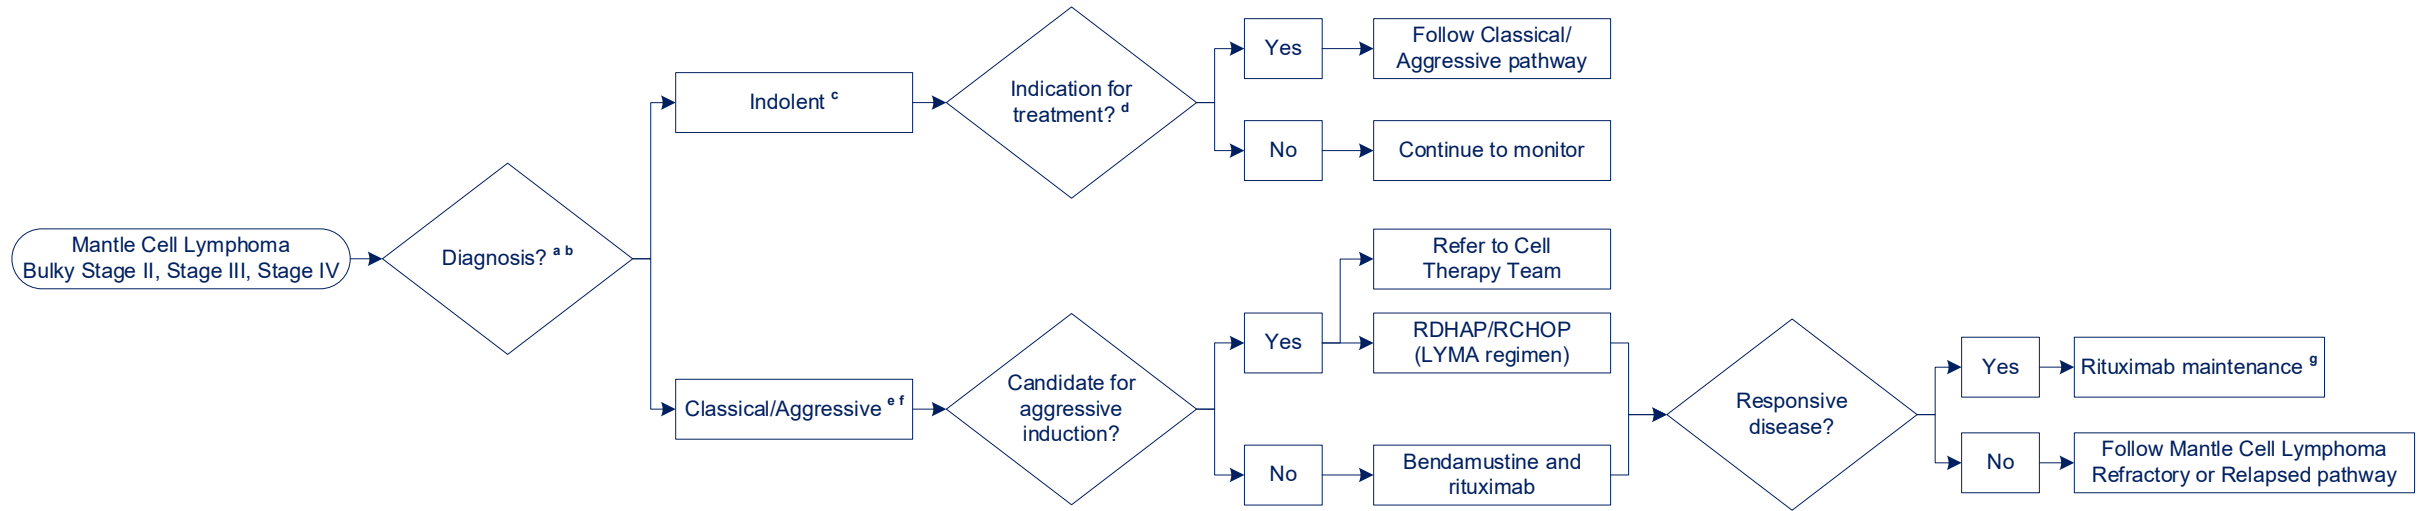 Mantle Cell Lymphoma
Bulky Stage II, Stage III, Stage IV
Diagnosis? a b
Indolent c
Indication for
treatment? d
Yes
Follow Classical/
Aggressive pathway
No
Continue to monitor
Classical/Aggressive e f
Candidate for
aggressive
induction?
Yes
Refer to Cell
Therapy Team
RDHAP/RCHOP
(LYMA regimen)
No
Bendamustine and
rituximab
Responsive
disease?
Yes
Rituximab maintenance g
No
Follow Mantle Cell Lymphoma
Refractory or Relapsed pathway